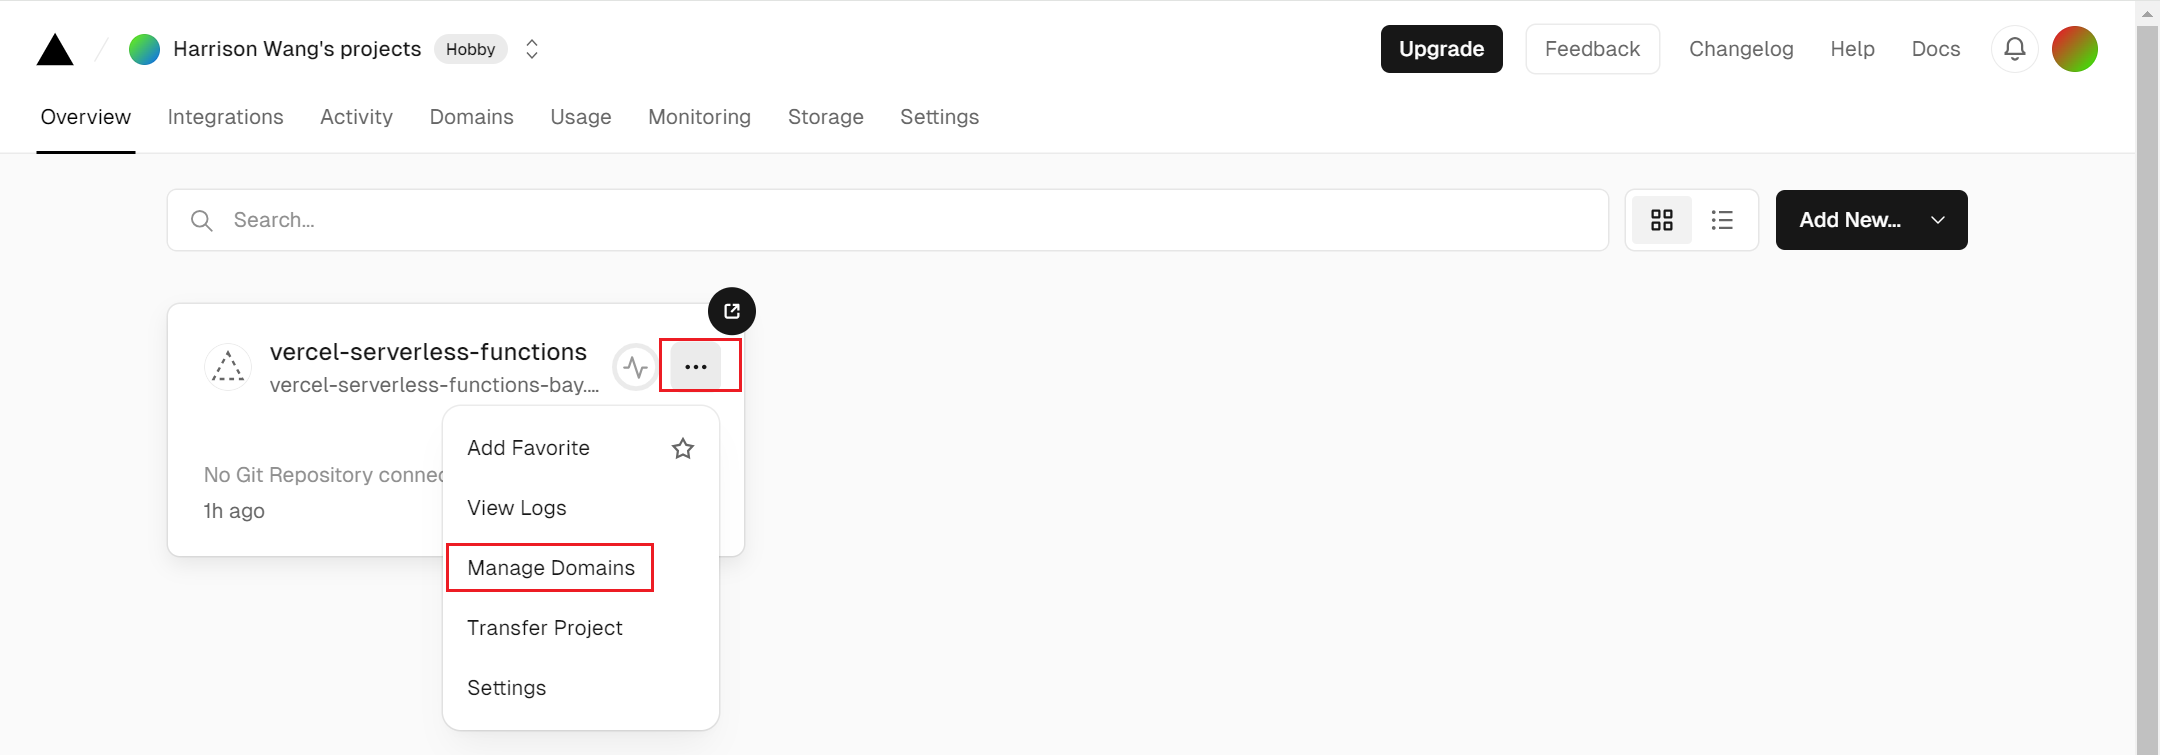 Harrison Wang's projects Hobby Upgrade Feedback Changelog Help Docs
Overview Integrations Activity Domains Usage Monitoring Storage Settings
Search... Add New...
vercel-serverless-functions
vercel-serverless-functions-bay....
Add Favorite
No Git Repository connec
View Logs
1h ago
Manage Domains
Transfer Project
Settings